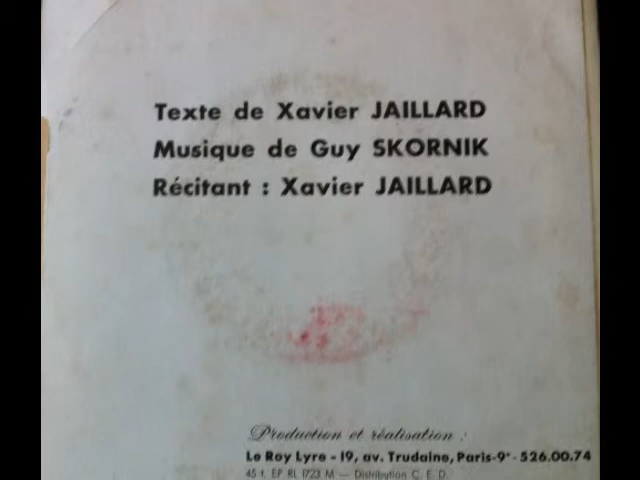 Texte de Xavier JAILLARD
Musique de Guy SKORNIK
Récitant : Xavier JAILLARD
Production et réalisation :
Le Roy Lyre - 19, av. Trudaine, Paris-9e - 526.00.74
45 t. EP RL 1723 M — Distribution C. E. D.